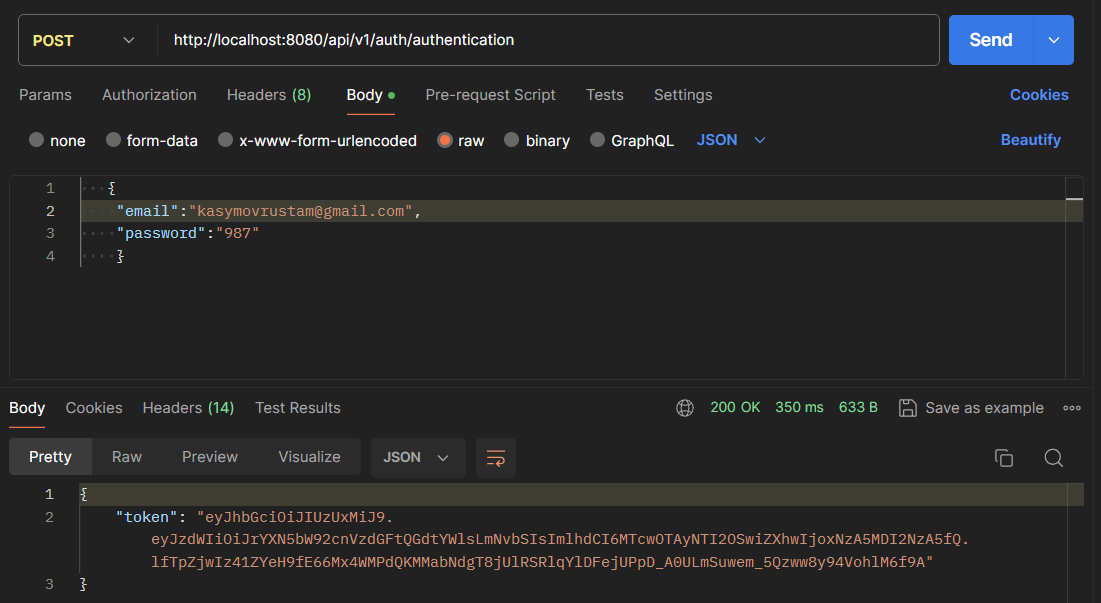 POST http://localhost:8080/api/v1/auth/authentication Send
Params Authorization Headers (8) Body Pre-request Script Tests Settings Cookies
none form-data x-www-form-urlencoded raw binary GraphQL JSON Beautify
1 {
2 "email":"kasymovrustam@gmail.com",
3 "password":"987"
4 }
Body Cookies Headers (14) Test Results 200 OK 350 ms 633 B Save as example
Pretty Raw Preview Visualize JSON
1 {
2 "token": "eyJhbGciOiJIUzUxMiJ9.
eyJzdWIiOiJrYXN5bW92cnVzdGFtQGdtYWlsLmNvbSIsImlhdCI6MTcwOTAyNTI2OSwiZXhwIjoxNzA5MDI2NzA5fQ.
lfTpZjwIz41ZYeH9fE66Mx4WMPdQKMMabNdgT8jUlRSRlqYlDFejUPpD_A0ULmSuwem_5Qzww8y94VohlM6f9A"
3 }